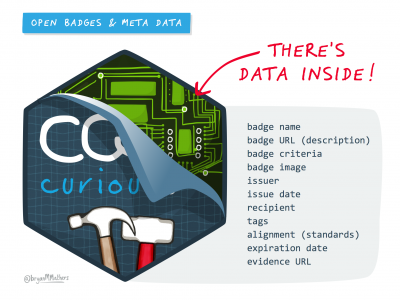 OPEN BADGES & META DATA
THERE'S
DATA INSIDE!
CQ
curiou
badge name
badge URL (description)
badge criteria
badge image
issuer
issue date
recipient
tags
alignment (standards)
expiration date
evidence URL
@bryanMMathers